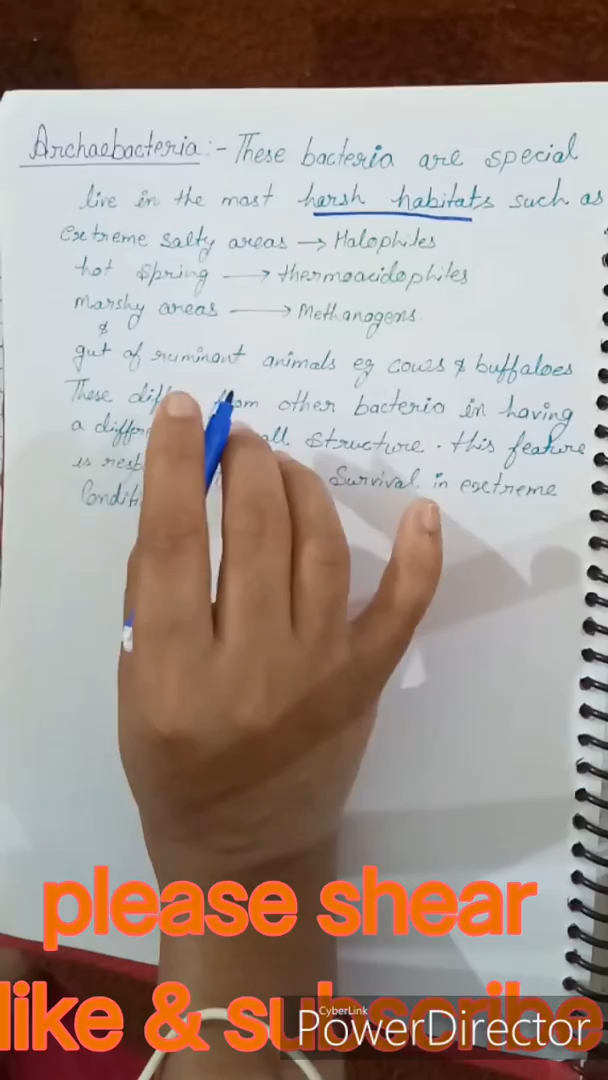 Archaebacteria :- These bacteria are special
live in the most harsh habitats such as
extreme salty areas → Halophiles
hot spring → thermoacidophiles
marshy areas → Methanogens
&
gut of ruminant animals eg cows & buffaloes
These from other bacteria in having
a structure. this feature
is Survival in extreme
please shear
like & subscribe
CyberLink
PowerDirector